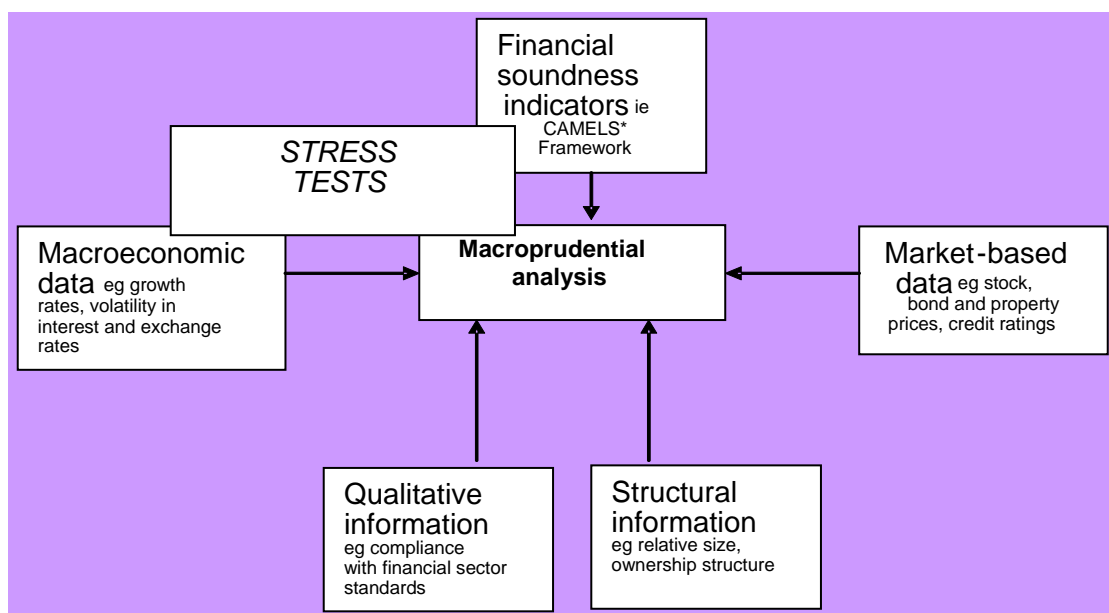 Financial
soundness
indicators ie
CAMELS*
Framework
STRESS
TESTS
Macroeconomic
data eg growth
rates, volatility in
interest and exchange
rates
Macroprudential
analysis
Market-based
data eg stock,
bond and property
prices, credit ratings
Qualitative
information
eg compliance
with financial sector
standards
Structural
information
eg relative size,
ownership structure